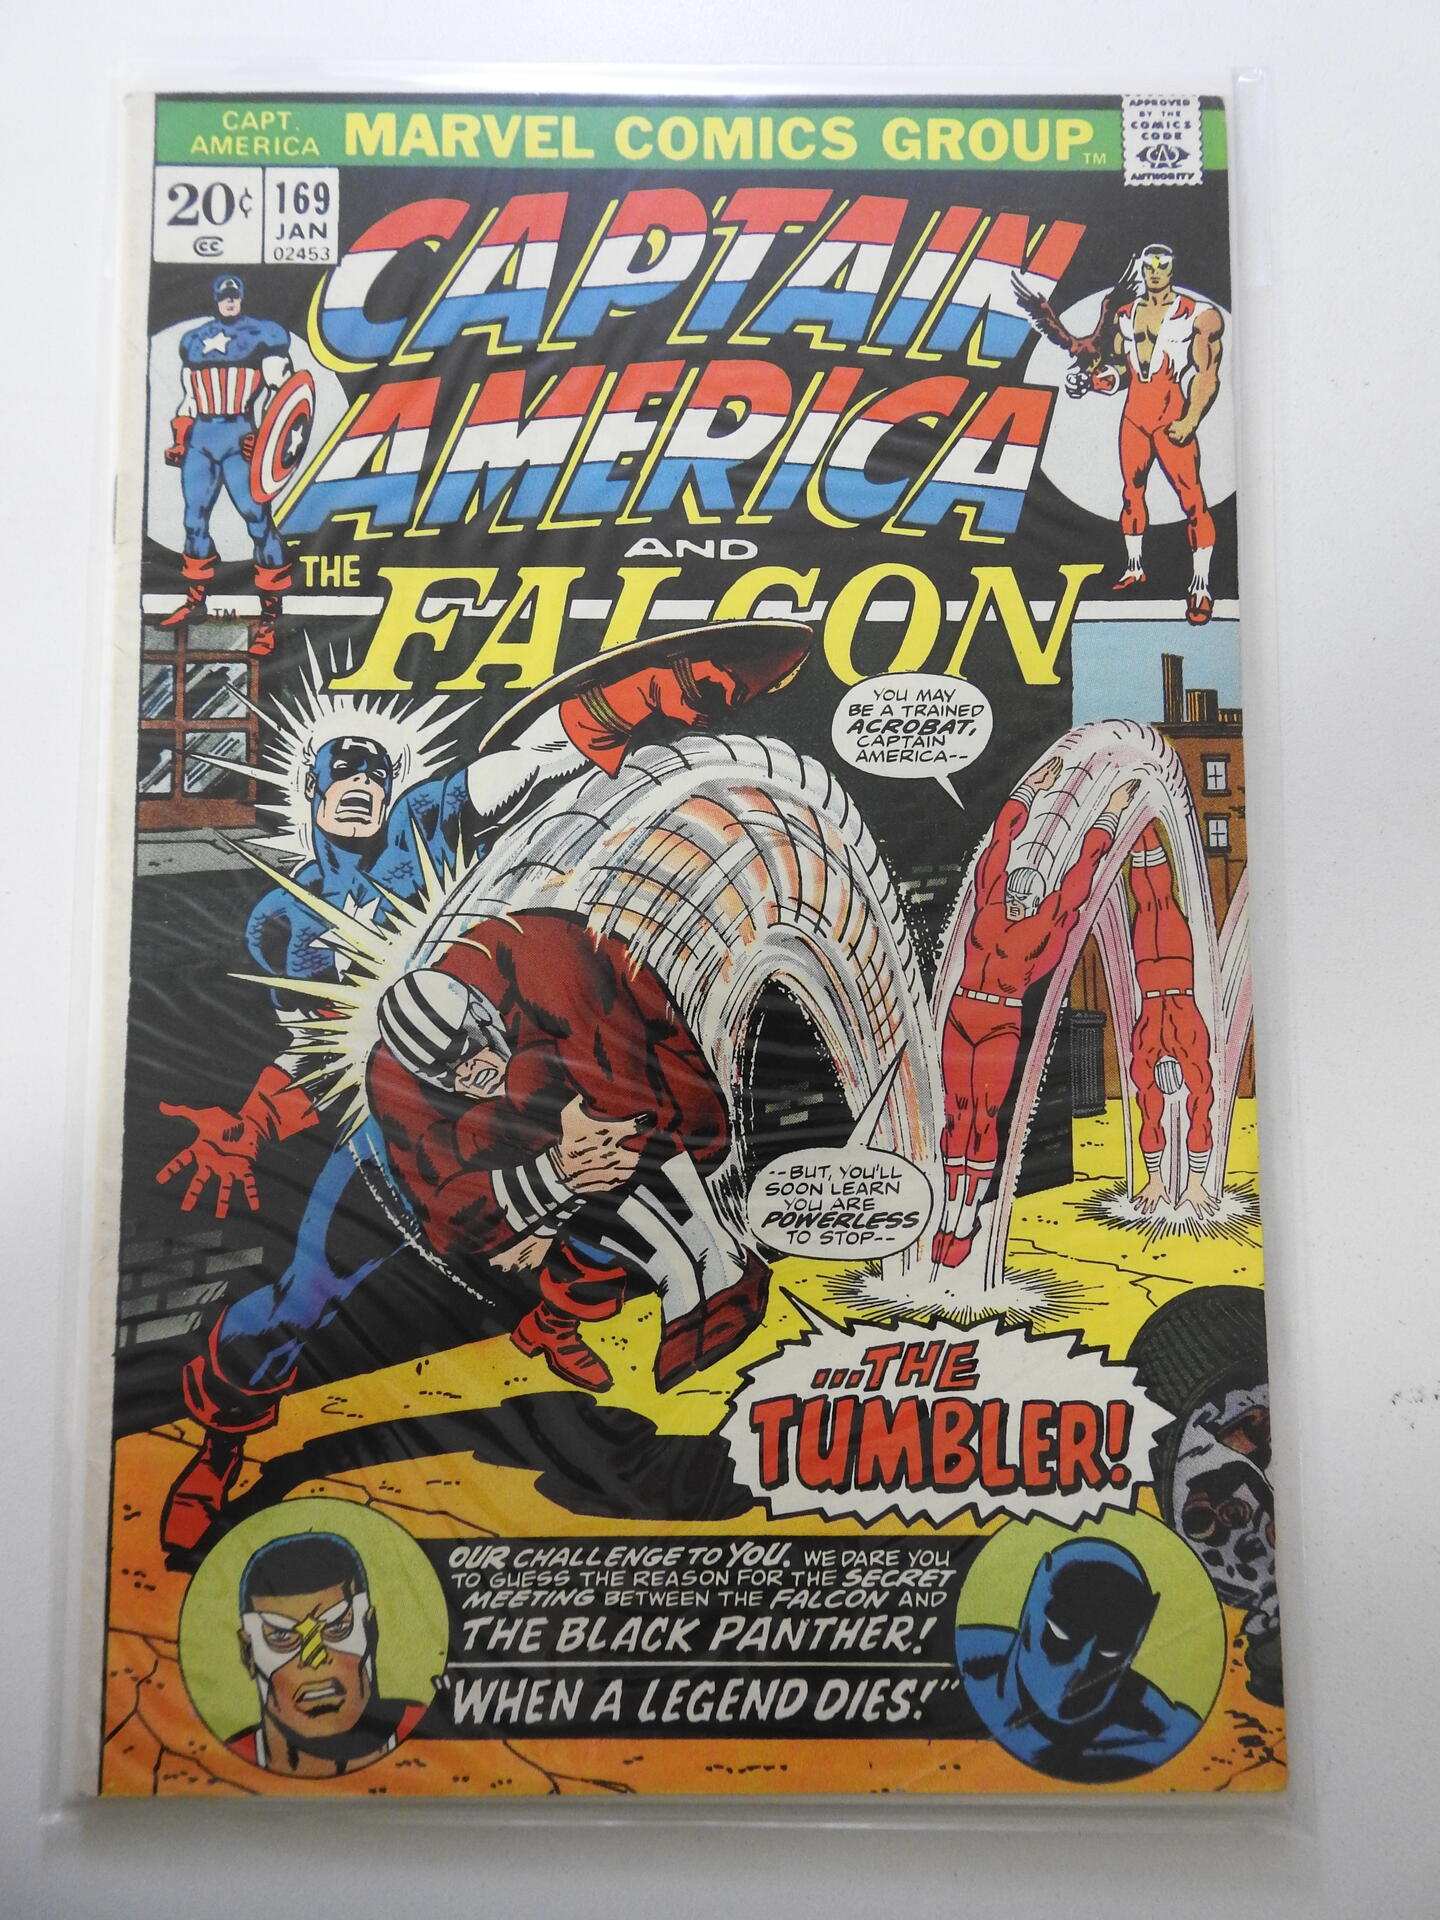 CAPT.
AMERICA
MARVEL COMICS GROUP TM
APPROVED
BY THE
COMICS
CODE
CA
AUTHORITY
20¢
CC
169
JAN
02453
CAPTAIN
AMERICA
AND
THE FALCON
TM
YOU MAY
BE A TRAINED
ACROBAT,
CAPTAIN
AMERICA--
--BUT, YOU'LL
SOON LEARN
YOU ARE
POWERLESS
TO STOP--
...THE
TUMBLER!
OUR CHALLENGE TO YOU. WE DARE YOU
TO GUESS THE REASON FOR THE SECRET
MEETING BETWEEN THE FALCON AND
THE BLACK PANTHER!
"WHEN A LEGEND DIES!"